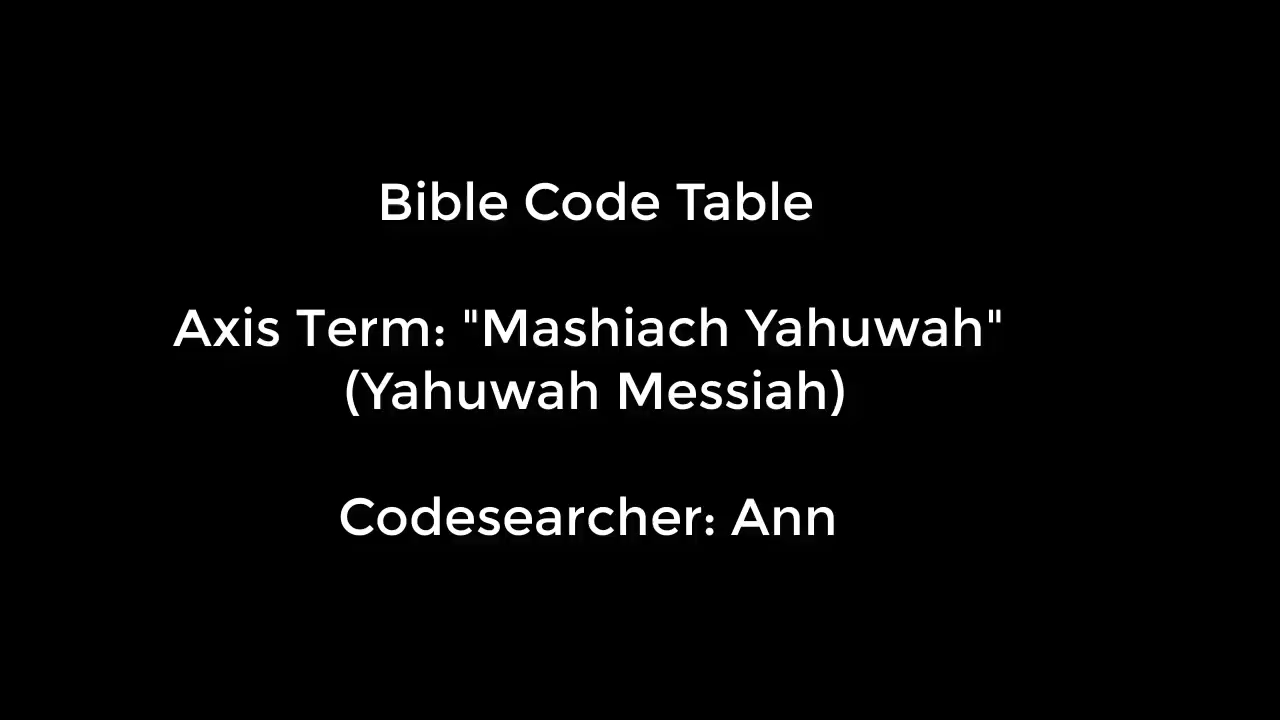 Bible Code Table
Axis Term: "Mashiach Yahuwah"
(Yahuwah Messiah)
Codesearcher: Ann